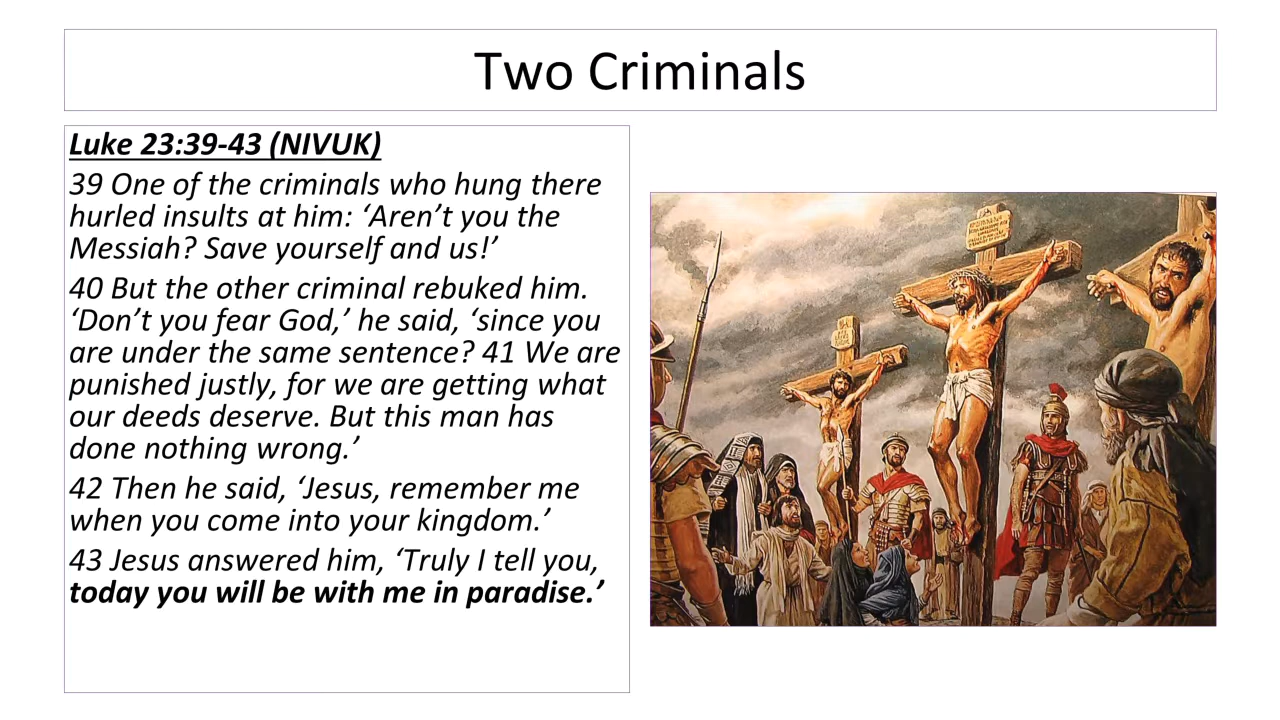 Two Criminals
Luke 23:39-43 (NIVUK)
39 One of the criminals who hung there
hurled insults at him: ‘Aren’t you the
Messiah? Save yourself and us!’
40 But the other criminal rebuked him.
‘Don’t you fear God,’ he said, ‘since you
are under the same sentence? 41 We are
punished justly, for we are getting what
our deeds deserve. But this man has
done nothing wrong.’
42 Then he said, ‘Jesus, remember me
when you come into your kingdom.’
43 Jesus answered him, ‘Truly I tell you,
today you will be with me in paradise.’